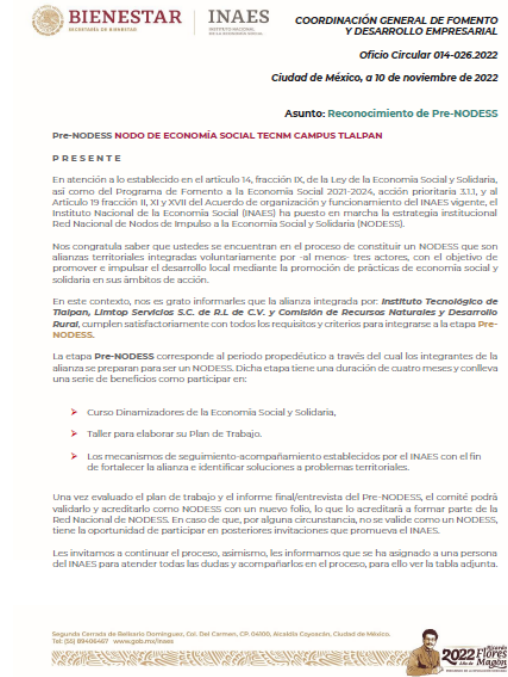 BIENESTAR
SECRETARÍA DE BIENESTAR
INAES
INSTITUTO NACIONAL
DE LA ECONOMÍA SOCIAL
COORDINACIÓN GENERAL DE FOMENTO
Y DESARROLLO EMPRESARIAL
Oficio Circular 014-026.2022
Ciudad de México, a 10 de noviembre de 2022
Asunto: Reconocimiento de Pre-NODESS
Pre-NODESS NODO DE ECONOMÍA SOCIAL TECNM CAMPUS TLALPAN
P R E S E N T E
En atención a lo establecido en el artículo 14, fracción IX, de la Ley de la Economía Social y Solidaria,
así como del Programa de Fomento a la Economía Social 2021-2024, acción prioritaria 3.1.1, y al
Artículo 19 fracción II, XI y XVII del Acuerdo de organización y funcionamiento del INAES vigente, el
Instituto Nacional de la Economía Social (INAES) ha puesto en marcha la estrategia institucional
Red Nacional de Nodos de Impulso a la Economía Social y Solidaria (NODESS).
Nos congratula saber que ustedes se encuentran en el proceso de constituir un NODESS que son
alianzas territoriales integradas voluntariamente por -al menos- tres actores, con el objetivo de
promover e impulsar el desarrollo local mediante la promoción de prácticas de economía social y
solidaria en sus ámbitos de acción.
En este contexto, nos es grato informarles que la alianza integrada por: Instituto Tecnológico de
Tlalpan, Limtop Servicios S.C. de R.L de C.V. y Comisión de Recursos Naturales y Desarrollo
Rural, cumplen satisfactoriamente con todos los requisitos y criterios para integrarse a la etapa Pre-
NODESS.
La etapa Pre-NODESS corresponde al periodo propedéutico a través del cual los integrantes de la
alianza se preparan para ser un NODESS. Dicha etapa tiene una duración de cuatro meses y conlleva
una serie de beneficios como participar en:
➤ Curso Dinamizadores de la Economía Social y Solidaria,
➤ Taller para elaborar su Plan de Trabajo.
➤ Los mecanismos de seguimiento-acompañamiento establecidos por el INAES con el fin
de fortalecer la alianza e identificar soluciones a problemas territoriales.
Una vez evaluado el plan de trabajo y el informe final/entrevista del Pre-NODESS, el comité podrá
validarlo y acreditarlo como NODESS con un nuevo folio, lo que lo acreditará a formar parte de la
Red Nacional de NODESS. En caso de que, por alguna circunstancia, no se valide como un NODESS,
tiene la oportunidad de participar en posteriores invitaciones que promueva el INAES.
Les invitamos a continuar el proceso, asimismo, les informamos que se ha asignado a una persona
del INAES para atender todas las dudas y acompañarlos en el proceso, para ello ver la tabla adjunta.
Segunda Cerrada de Belisario Domínguez, Col. Del Carmen, CP. 04100, Alcaldía Coyoacán, Ciudad de México.
Tel: (55) 89406467 www.gob.mx/inaes
2022 Ricardo
Año de Flores
Magón